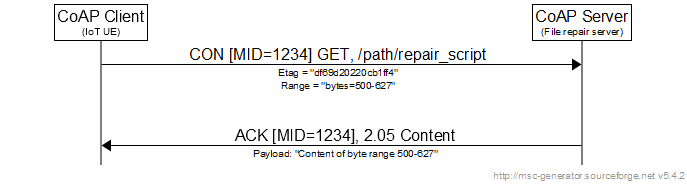 CoAP Client
(IoT UE)
CoAP Server
(File repair server)
CON [MID=1234] GET, /path/repair_script
Etag = "df69d20220cb1ff4"
Range = "bytes=500-627"
ACK [MID=1234], 2.05 Content
Payload: "Content of byte range 500-627"
http://msc-generator.sourceforge.net v5.4.2